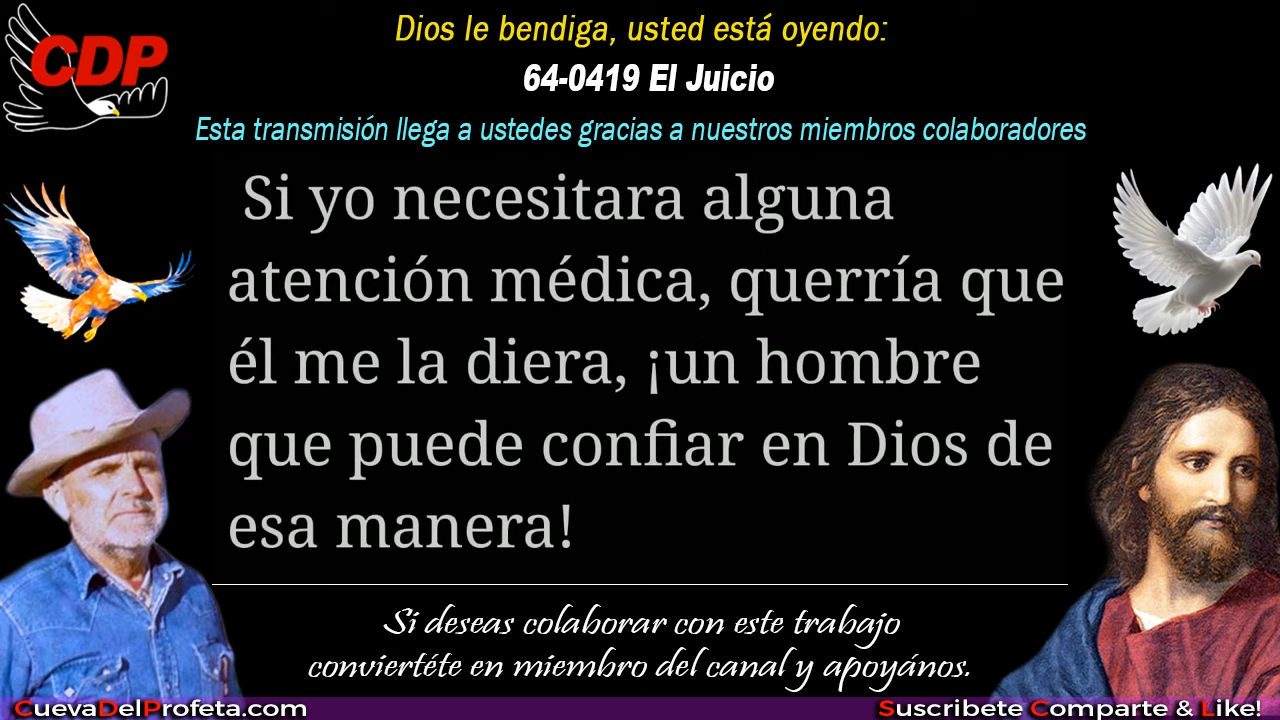 CDP
Dios le bendiga, usted está oyendo:
64-0419 El Juicio
Esta transmisión llega a ustedes gracias a nuestros miembros colaboradores
Si yo necesitara alguna
atención médica, querría que
él me la diera, ¡un hombre
que puede confiar en Dios de
esa manera!
Si deseas colaborar con este trabajo
conviertéte en miembro del canal y apoyános.
CuevaDelProfeta.com
Suscribete Comparte & Like!